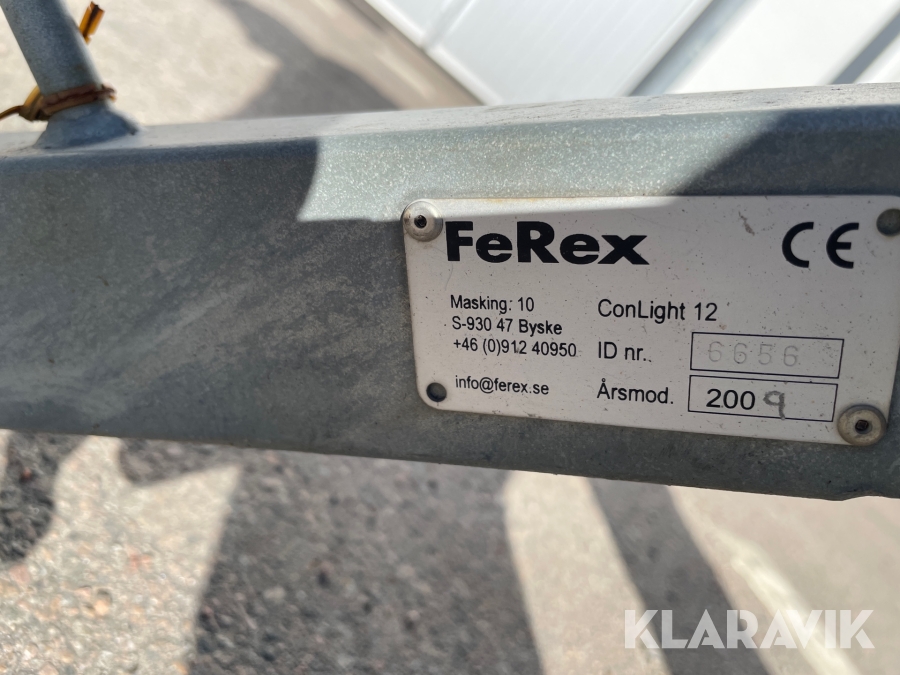 FeRex CE
Masking: 10
S-930 47 Byske
+46 (0)912 40950
info@ferex.se
ConLight 12
ID nr. 6656
Årsmod. 2009
KLARAVIK